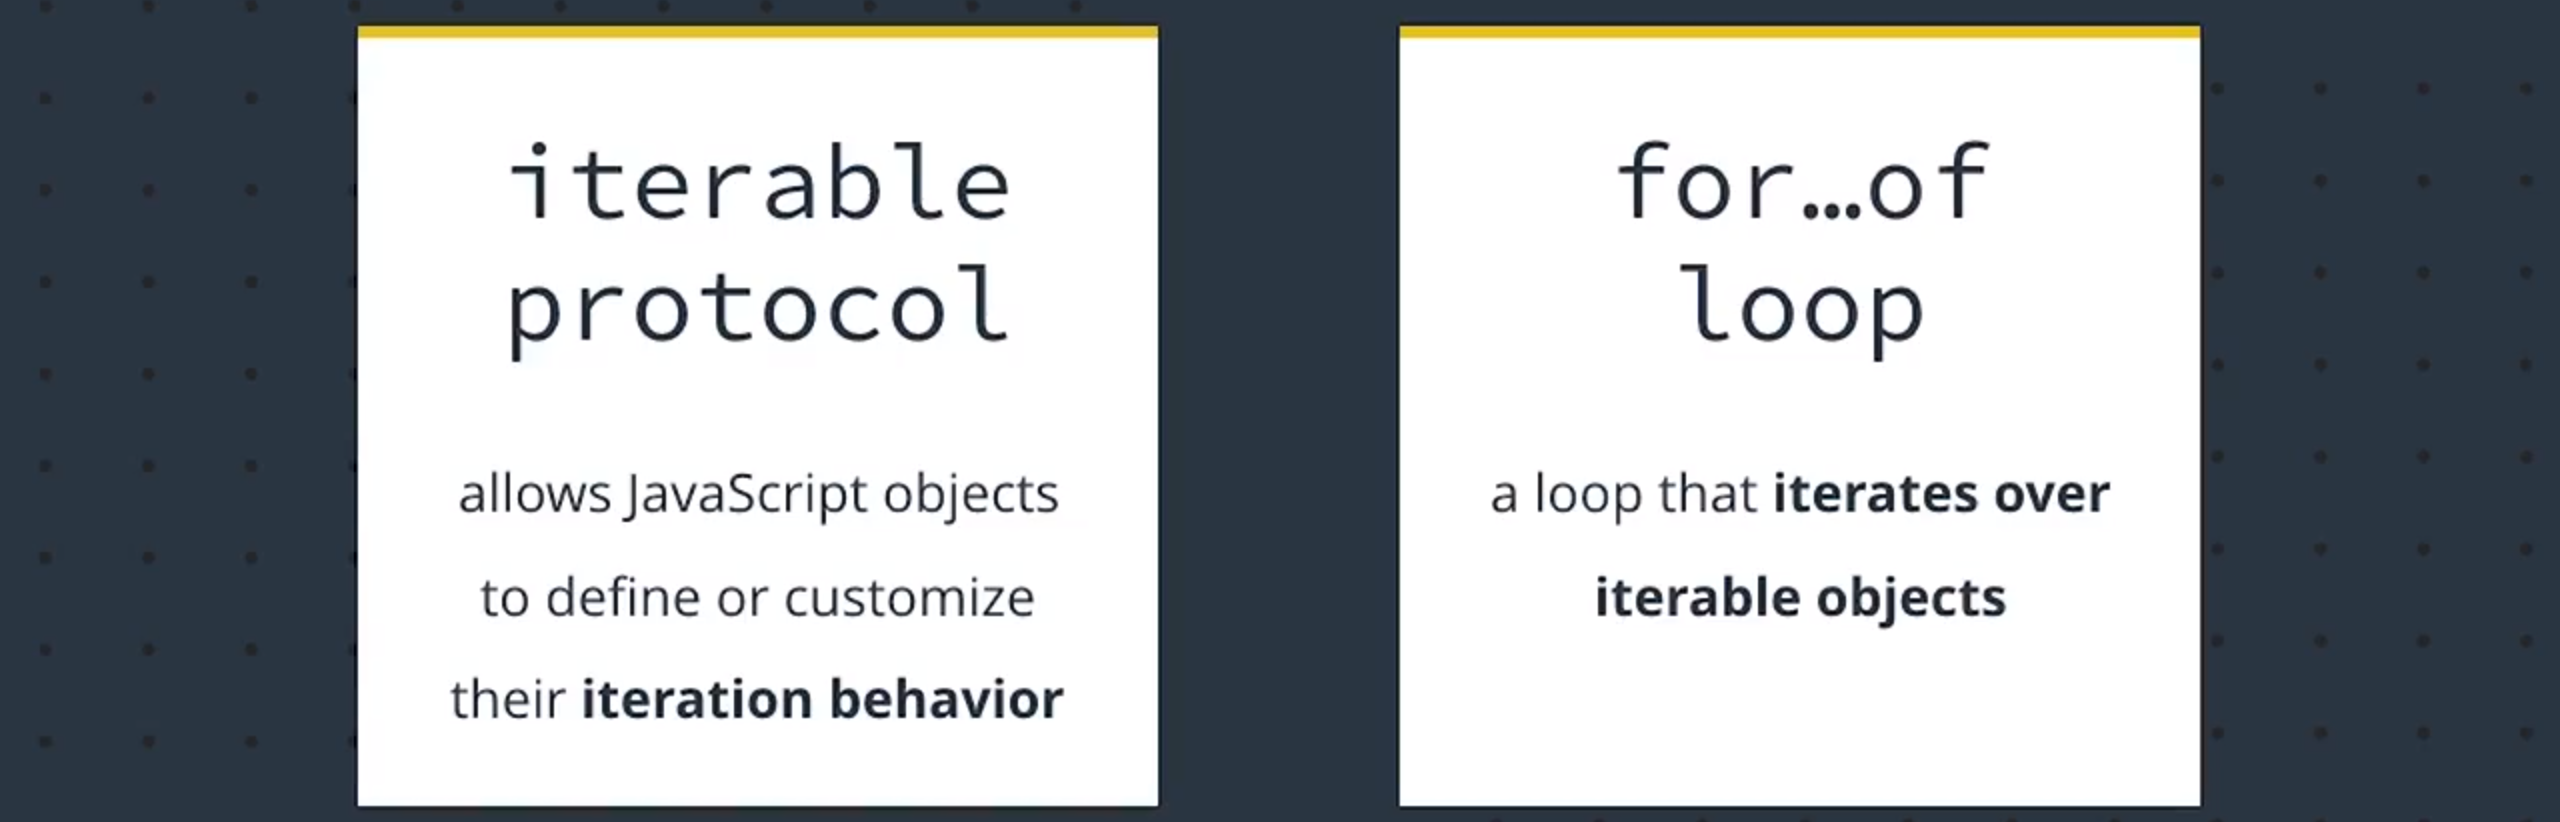 iterable
protocol
allows JavaScript objects
to define or customize
their iteration behavior
for…of
loop
a loop that iterates over
iterable objects